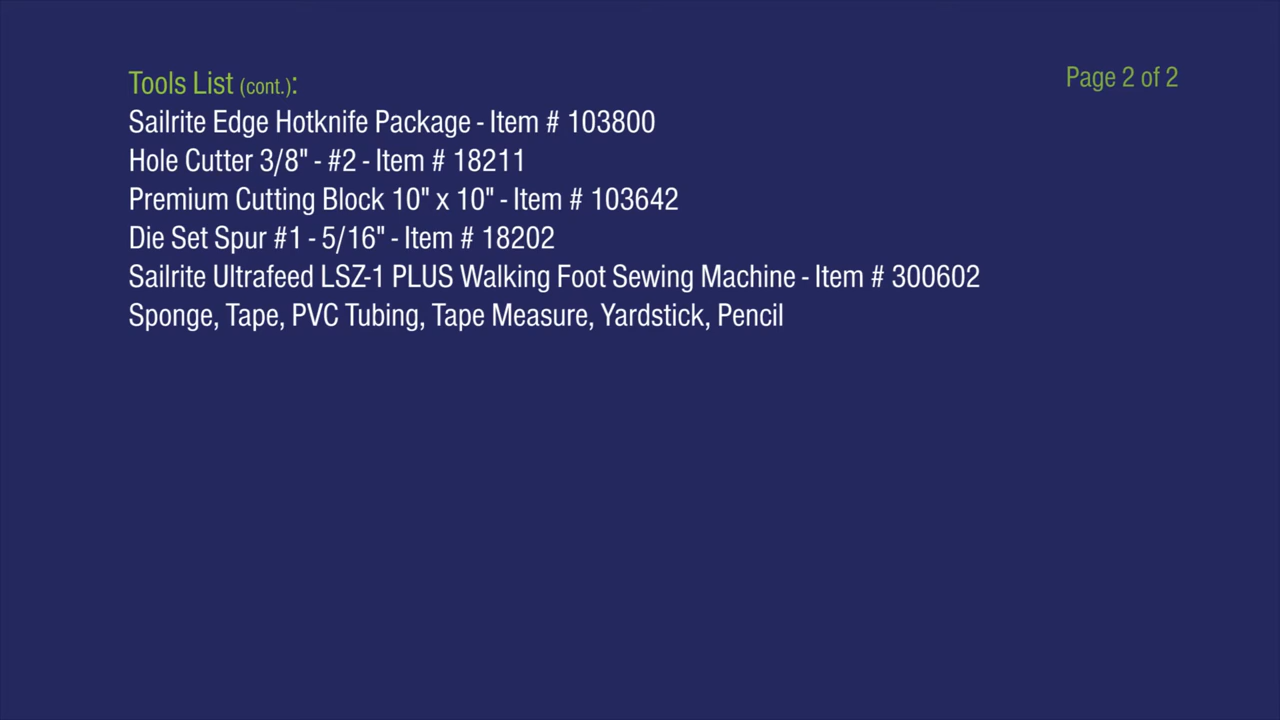 Tools List (cont.):
Page 2 of 2
Sailrite Edge Hotknife Package - Item # 103800
Hole Cutter 3/8" - #2 - Item # 18211
Premium Cutting Block 10" x 10" - Item # 103642
Die Set Spur #1 - 5/16" - Item # 18202
Sailrite Ultrafeed LSZ-1 PLUS Walking Foot Sewing Machine - Item # 300602
Sponge, Tape, PVC Tubing, Tape Measure, Yardstick, Pencil